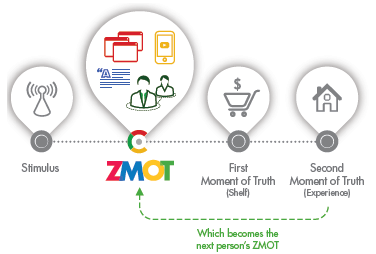 “A
$
Stimulus
ZMOT
First
Moment of Truth
(Shelf)
Second
Moment of Truth
(Experience)
Which becomes the
next person's ZMOT